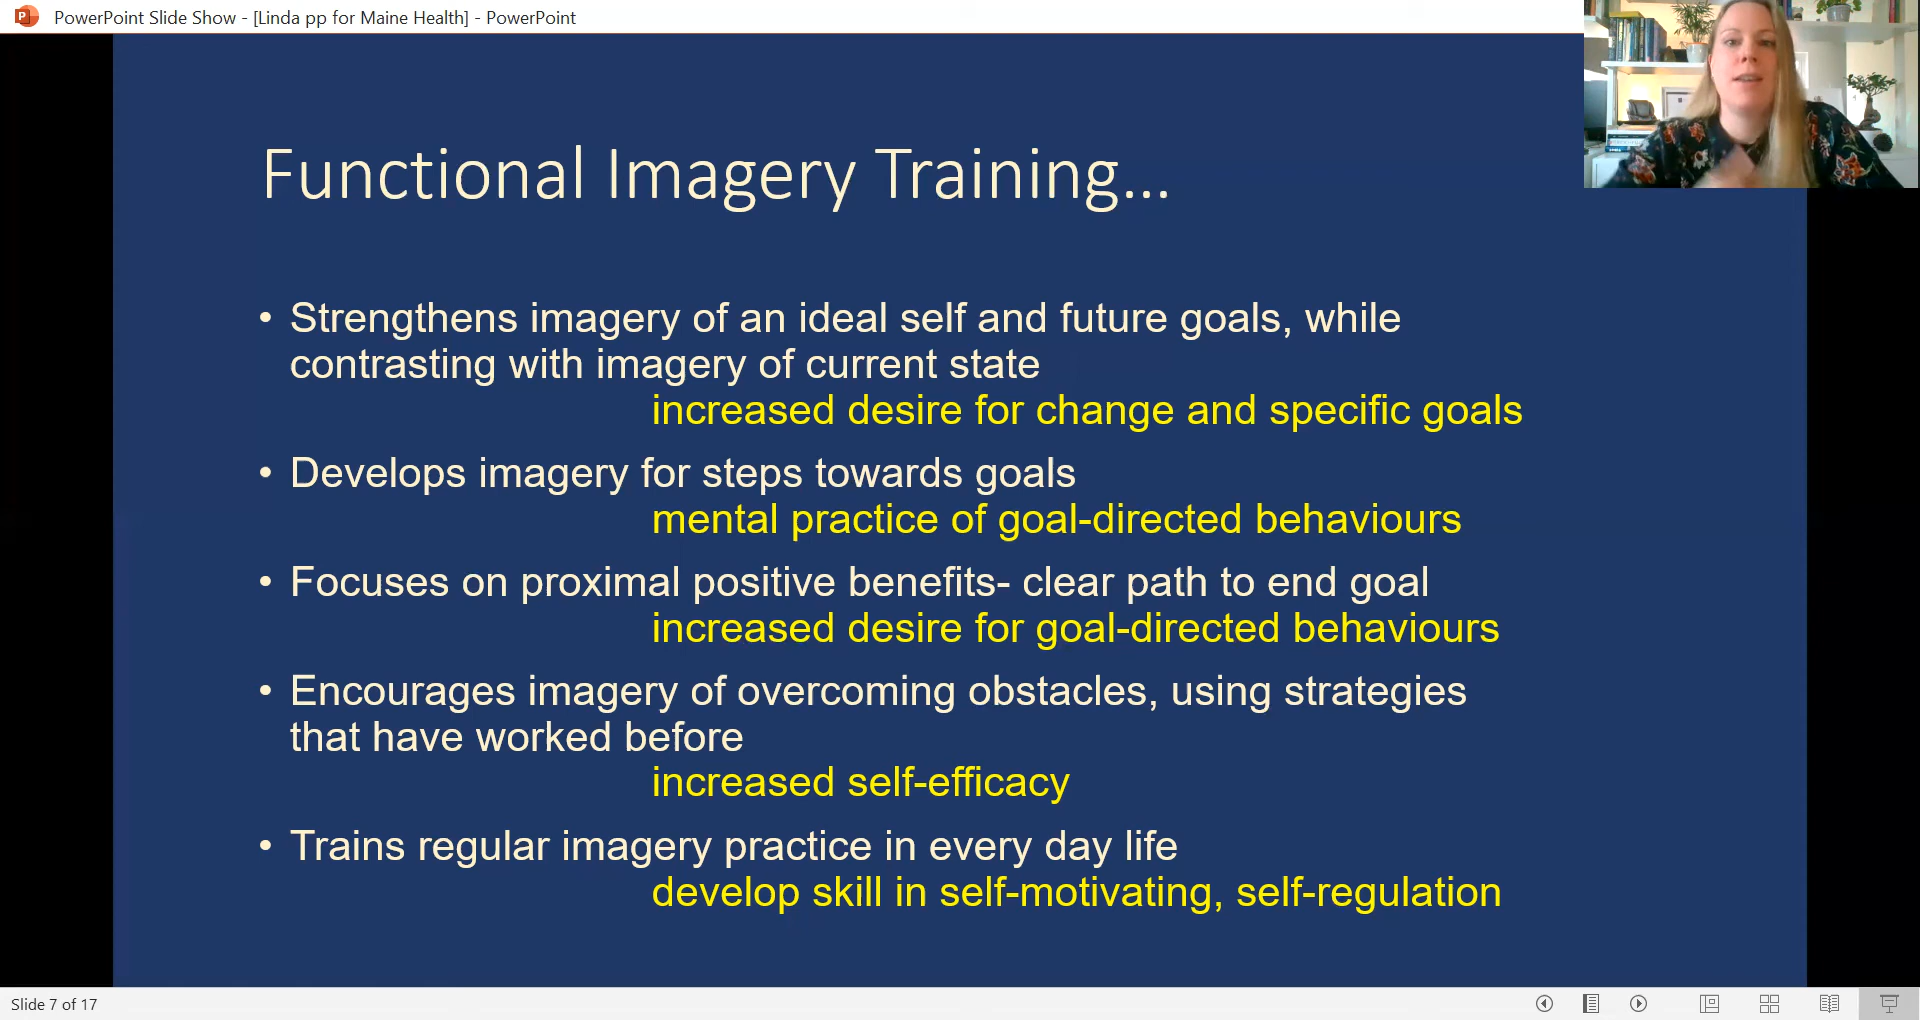 PowerPoint Slide Show - [Linda pp for Maine Health] - PowerPoint
Functional Imagery Training...
• Strengthens imagery of an ideal self and future goals, while
contrasting with imagery of current state
increased desire for change and specific goals
• Develops imagery for steps towards goals
mental practice of goal-directed behaviours
• Focuses on proximal positive benefits- clear path to end goal
increased desire for goal-directed behaviours
• Encourages imagery of overcoming obstacles, using strategies
that have worked before
increased self-efficacy
• Trains regular imagery practice in every day life
develop skill in self-motivating, self-regulation
Slide 7 of 17